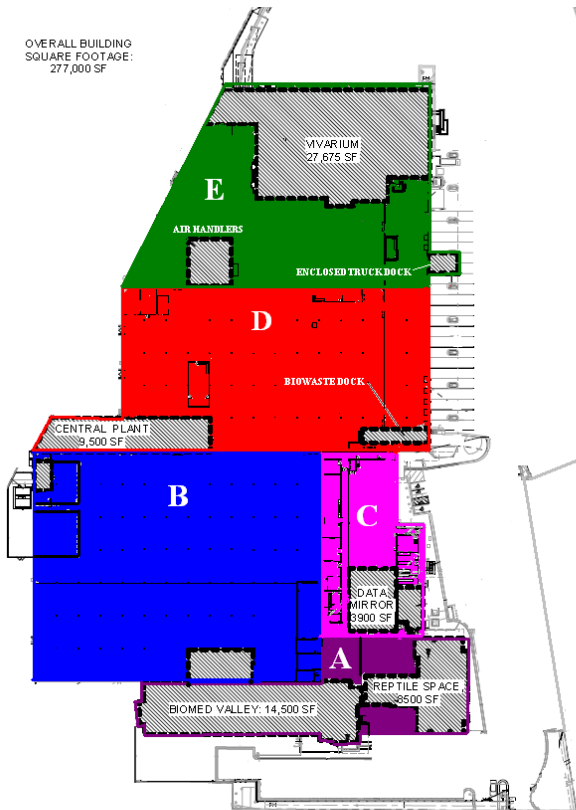 OVERALL BUILDING
SQUARE FOOTAGE:
277,000 SF
VIVARIUM
27,675 SF
E
AIR HANDLERS
ENCLOSED TRUCK DOCK
D
BIOWASTE DOCK
CENTRAL PLANT
9,500 SF
B
C
DATA
MIRROR
3900 SF
A
REPTILE SPACE
8500 SF
BIOMED VALLEY: 14,500 SF